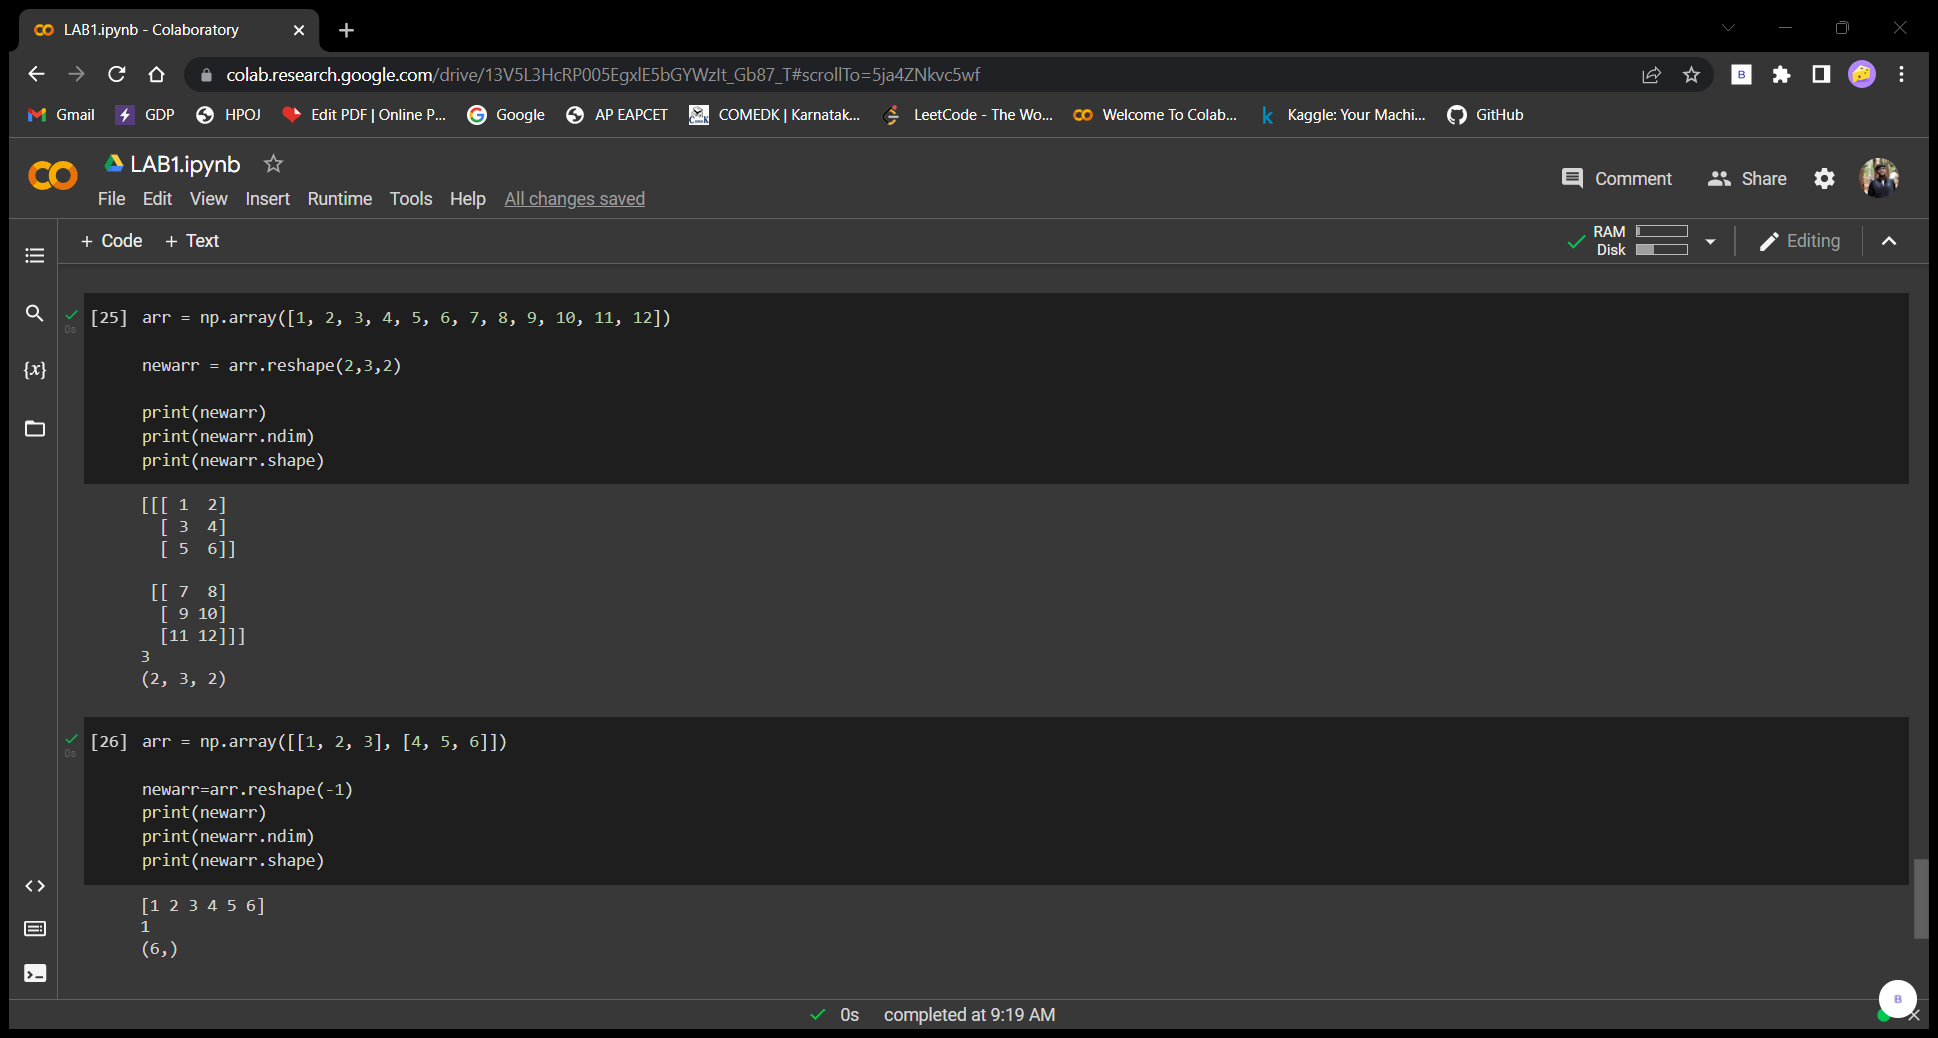 LAB1.ipynb - Colaboratory
colab.research.google.com/drive/13V5L3HcRP005EgxlE5bGYWzIt_Gb87_T#scrollTo=5ja4ZNkvc5wf
Gmail GDP HPOJ Edit PDF | Online P... Google AP EAPCET COMEDK | Karnatak... LeetCode - The Wo... Welcome To Colab... Kaggle: Your Machi... GitHub
LAB1.ipynb
Comment Share
File Edit View Insert Runtime Tools Help All changes saved
+ Code + Text
RAM
Disk
Editing
[25] arr = np.array([1, 2, 3, 4, 5, 6, 7, 8, 9, 10, 11, 12])
0s
newarr = arr.reshape(2,3,2)
print(newarr)
print(newarr.ndim)
print(newarr.shape)
[[[ 1  2]
  [ 3  4]
  [ 5  6]]
 [[ 7  8]
  [ 9 10]
  [11 12]]]
3
(2, 3, 2)
[26] arr = np.array([[1, 2, 3], [4, 5, 6]])
0s
newarr=arr.reshape(-1)
print(newarr)
print(newarr.ndim)
print(newarr.shape)
[1 2 3 4 5 6]
1
(6,)
0s completed at 9:19 AM